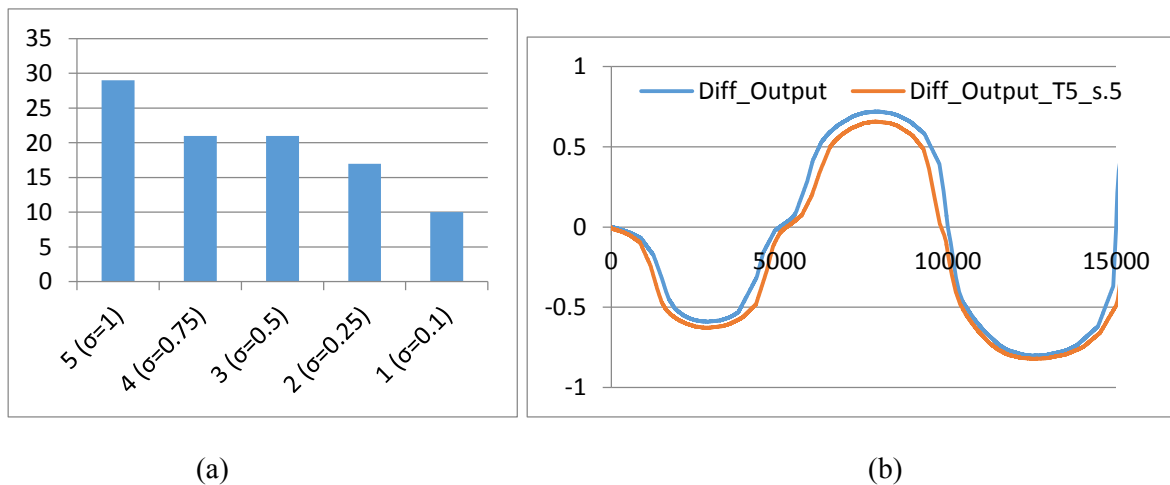 35
30
25
20
15
10
5
0
5 (σ=1)
4 (σ=0.75)
3 (σ=0.5)
2 (σ=0.25)
1 (σ=0.1)
(a)
1
Diff_Output
Diff_Output_T5_s.5
0.5
0
0
5000
10000
15000
-0.5
-1
(b)